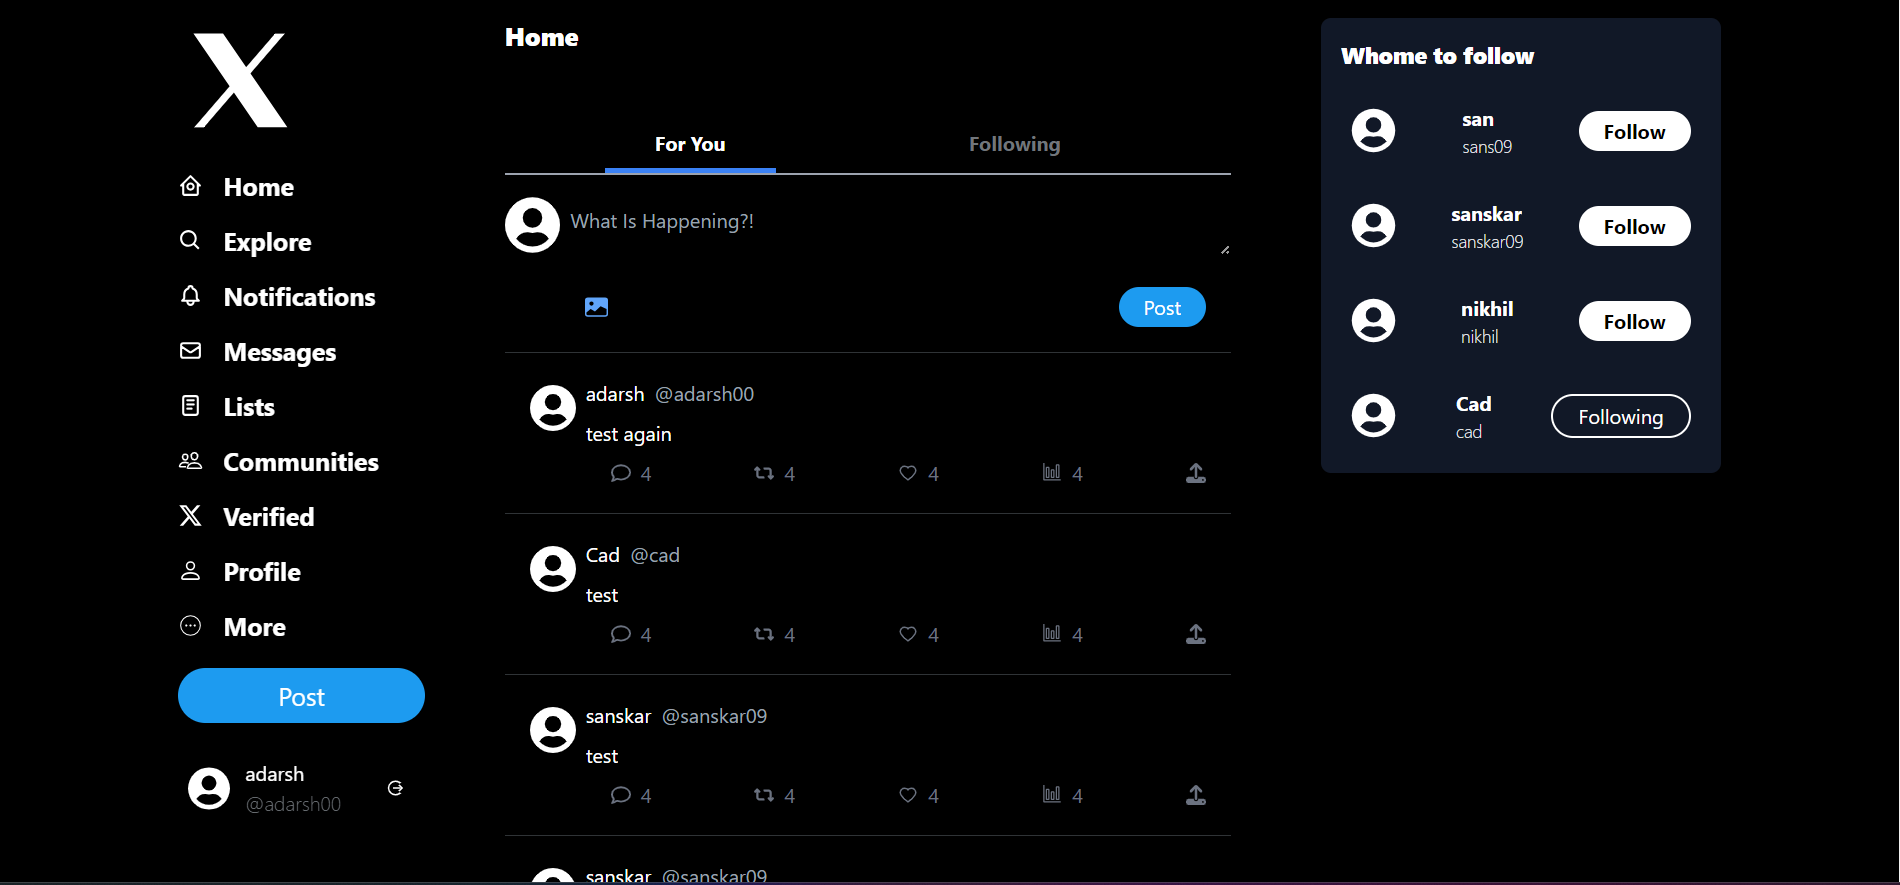 Home
Explore
Notifications
Messages
Lists
Communities
Verified
Profile
More
Post
adarsh
@adarsh00
Home
For You
Following
What Is Happening?!
Post
adarsh @adarsh00
test again
4 4 4 4
Cad @cad
test
4 4 4 4
sanskar @sanskar09
test
4 4 4 4
sanskar @sanskar09
Whome to follow
san
sans09
Follow
sanskar
sanskar09
Follow
nikhil
nikhil
Follow
Cad
cad
Following